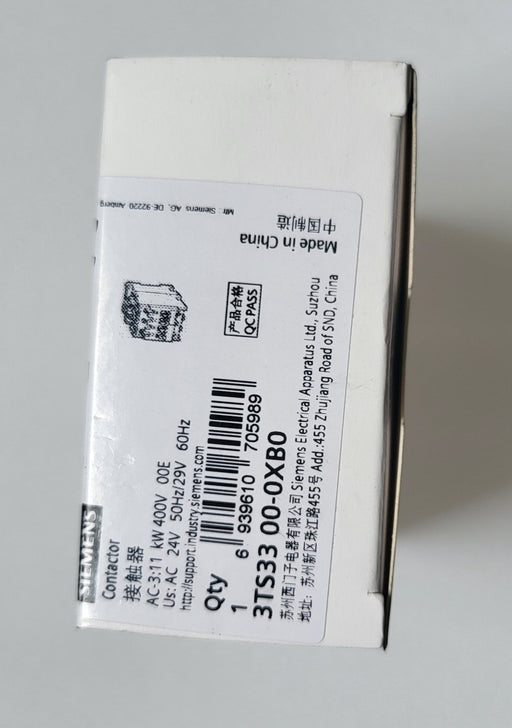 SIEMENS
Contactor
接触器
AC-3:11 kW 400V 00E
Us: AC 24V 50Hz/29V 60Hz
http://support.industry.siemens.com
Qty
1
6 939610 705989
3TS33 00-0XB0
苏州西门子电器有限公司 Siemens Electrical Apparatus Ltd., Suzhou
地址: 苏州新区珠江路455号 Add.:455 Zhujiang Road of SND, China
产品合格
QC PASS
Mfr: Siemens AG, DE-92220 Amberg
中国制造
Made in China